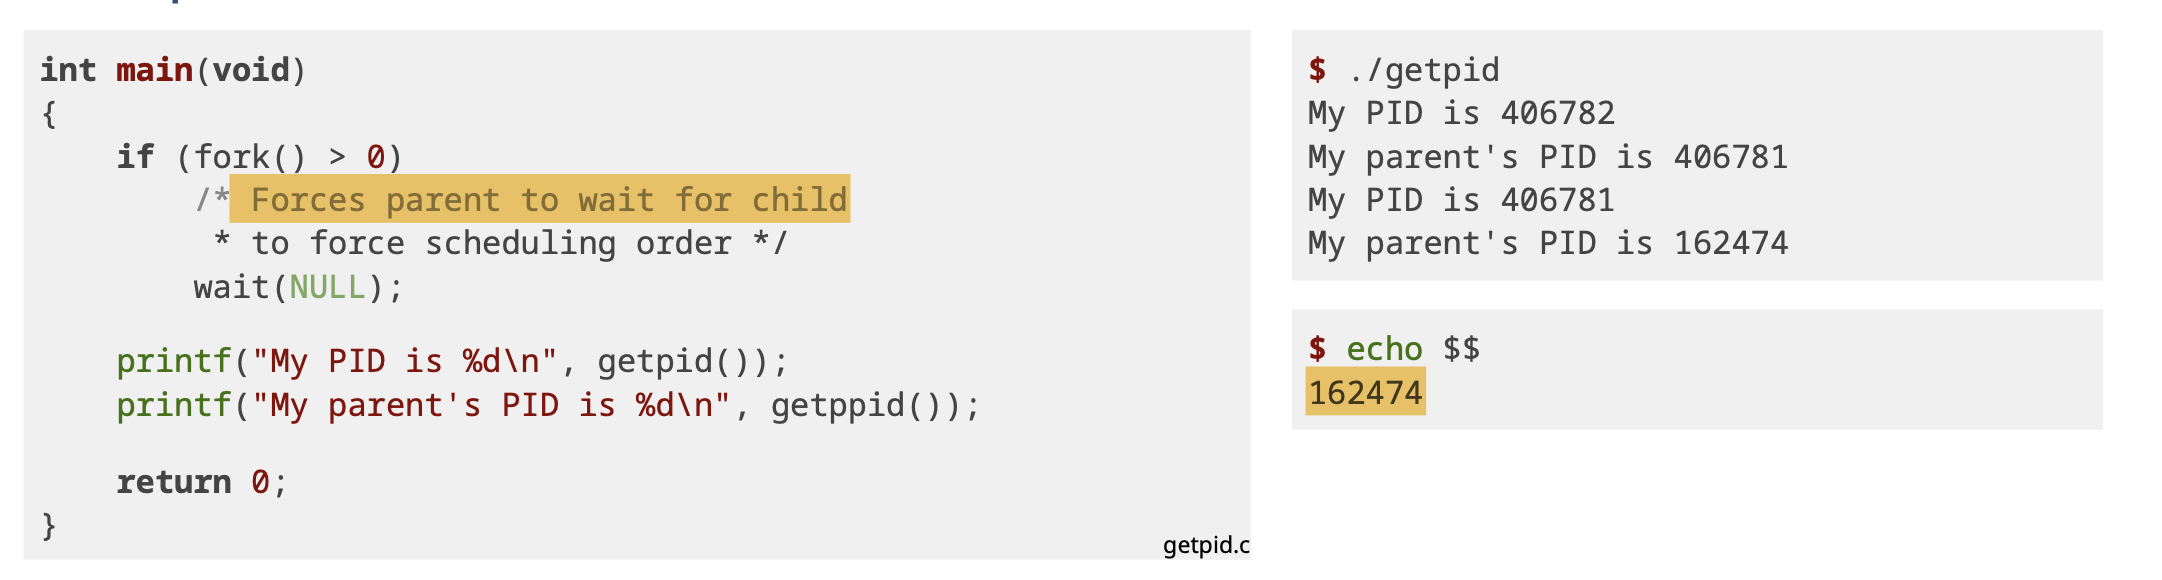 int main(void)
{
    if (fork() > 0)
        /* Forces parent to wait for child
         * to force scheduling order */
        wait(NULL);
    printf("My PID is %d\n", getpid());
    printf("My parent's PID is %d\n", getppid());
    return 0;
}
getpid.c
$ ./getpid
My PID is 406782
My parent's PID is 406781
My PID is 406781
My parent's PID is 162474
$ echo $$
162474